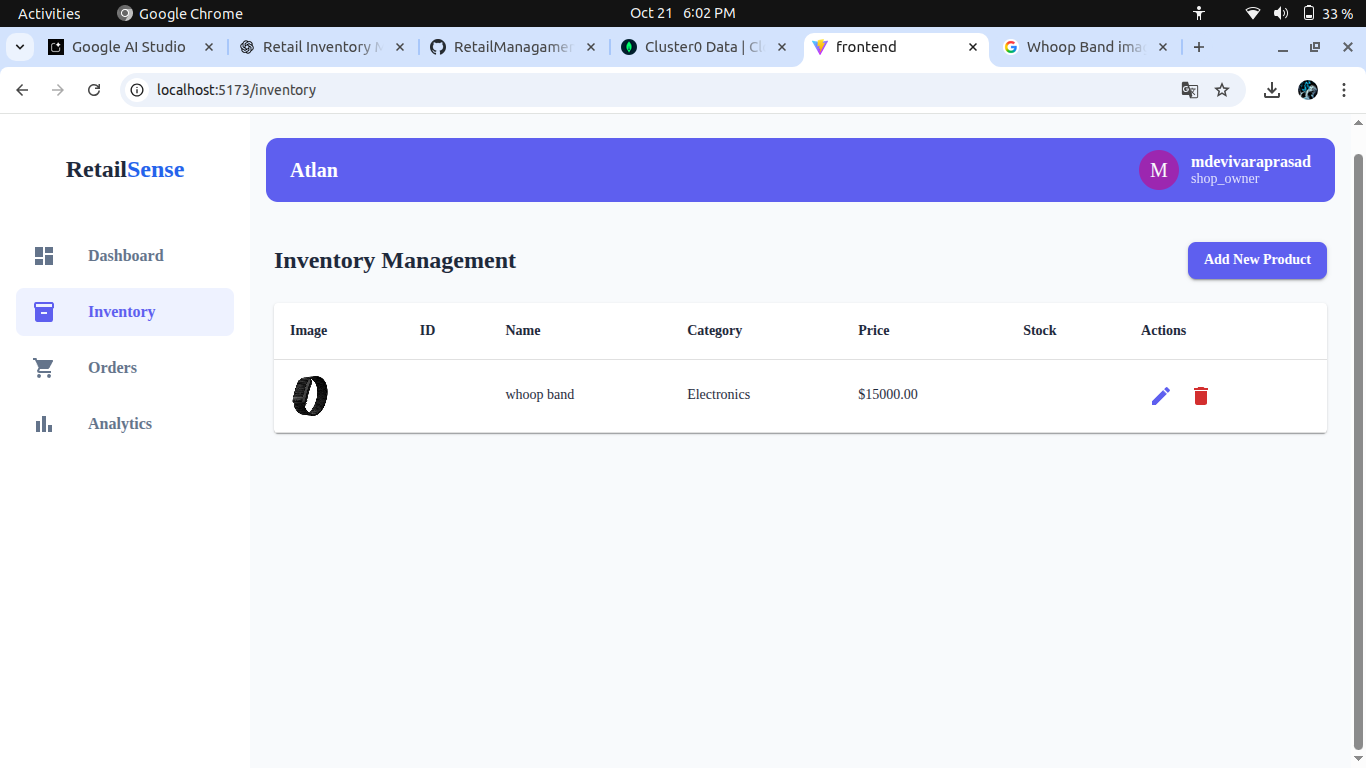 Activities Google Chrome Oct 21 6:02 PM 33 %
Google AI Studio Retail Inventory M RetailManagamen Cluster0 Data | Cl frontend Whoop Band ima
localhost:5173/inventory
RetailSense
Dashboard
Inventory
Orders
Analytics
Atlan
M
mdevivaraprasad
shop_owner
Inventory Management
Add New Product
Image ID Name Category Price Stock Actions
whoop band Electronics $15000.00